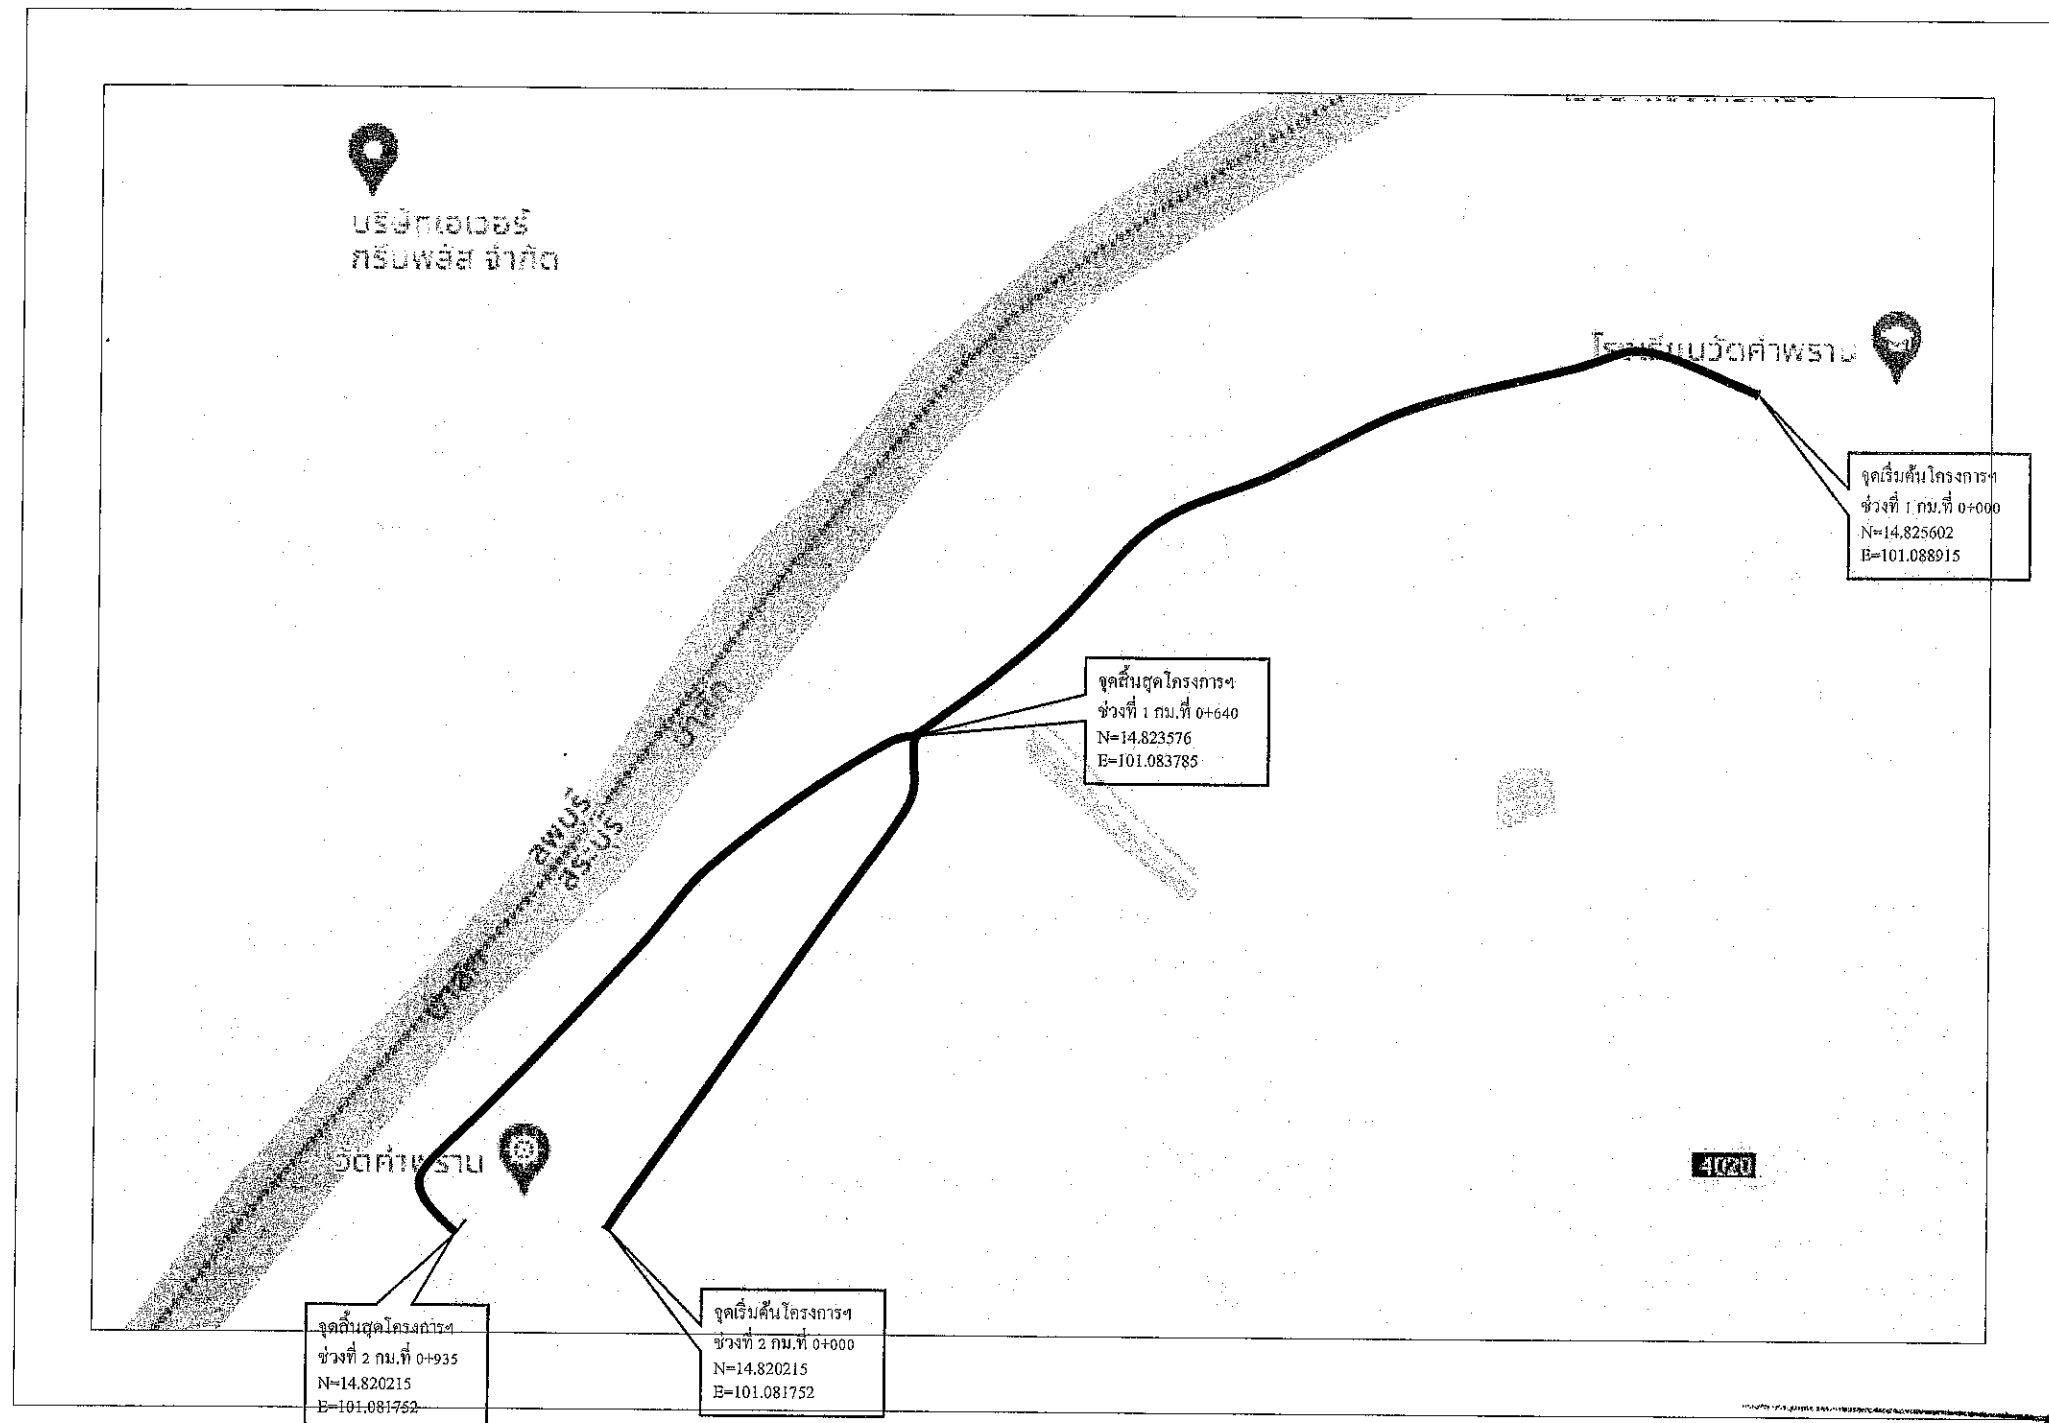 บริษัทเอเวอร์
กรีนพลัส จำกัด
โรงเรียนวัดคำพราน
จุดเริ่มต้นโครงการฯ
ช่วงที่ 1 กม.ที่ 0+000
N=14.825602
E=101.088915
จุดสิ้นสุดโครงการฯ
ช่วงที่ 1 กม.ที่ 0+640
N=14.823576
E=101.083785
ป่าสัก
ลพบุรี
สระบุรี
ป่าสัก
วัดคำพราน
4020
จุดสิ้นสุดโครงการฯ
ช่วงที่ 2 กม.ที่ 0+935
N=14.820215
E=101.081752
จุดเริ่มต้นโครงการฯ
ช่วงที่ 2 กม.ที่ 0+000
N=14.820215
E=101.081752